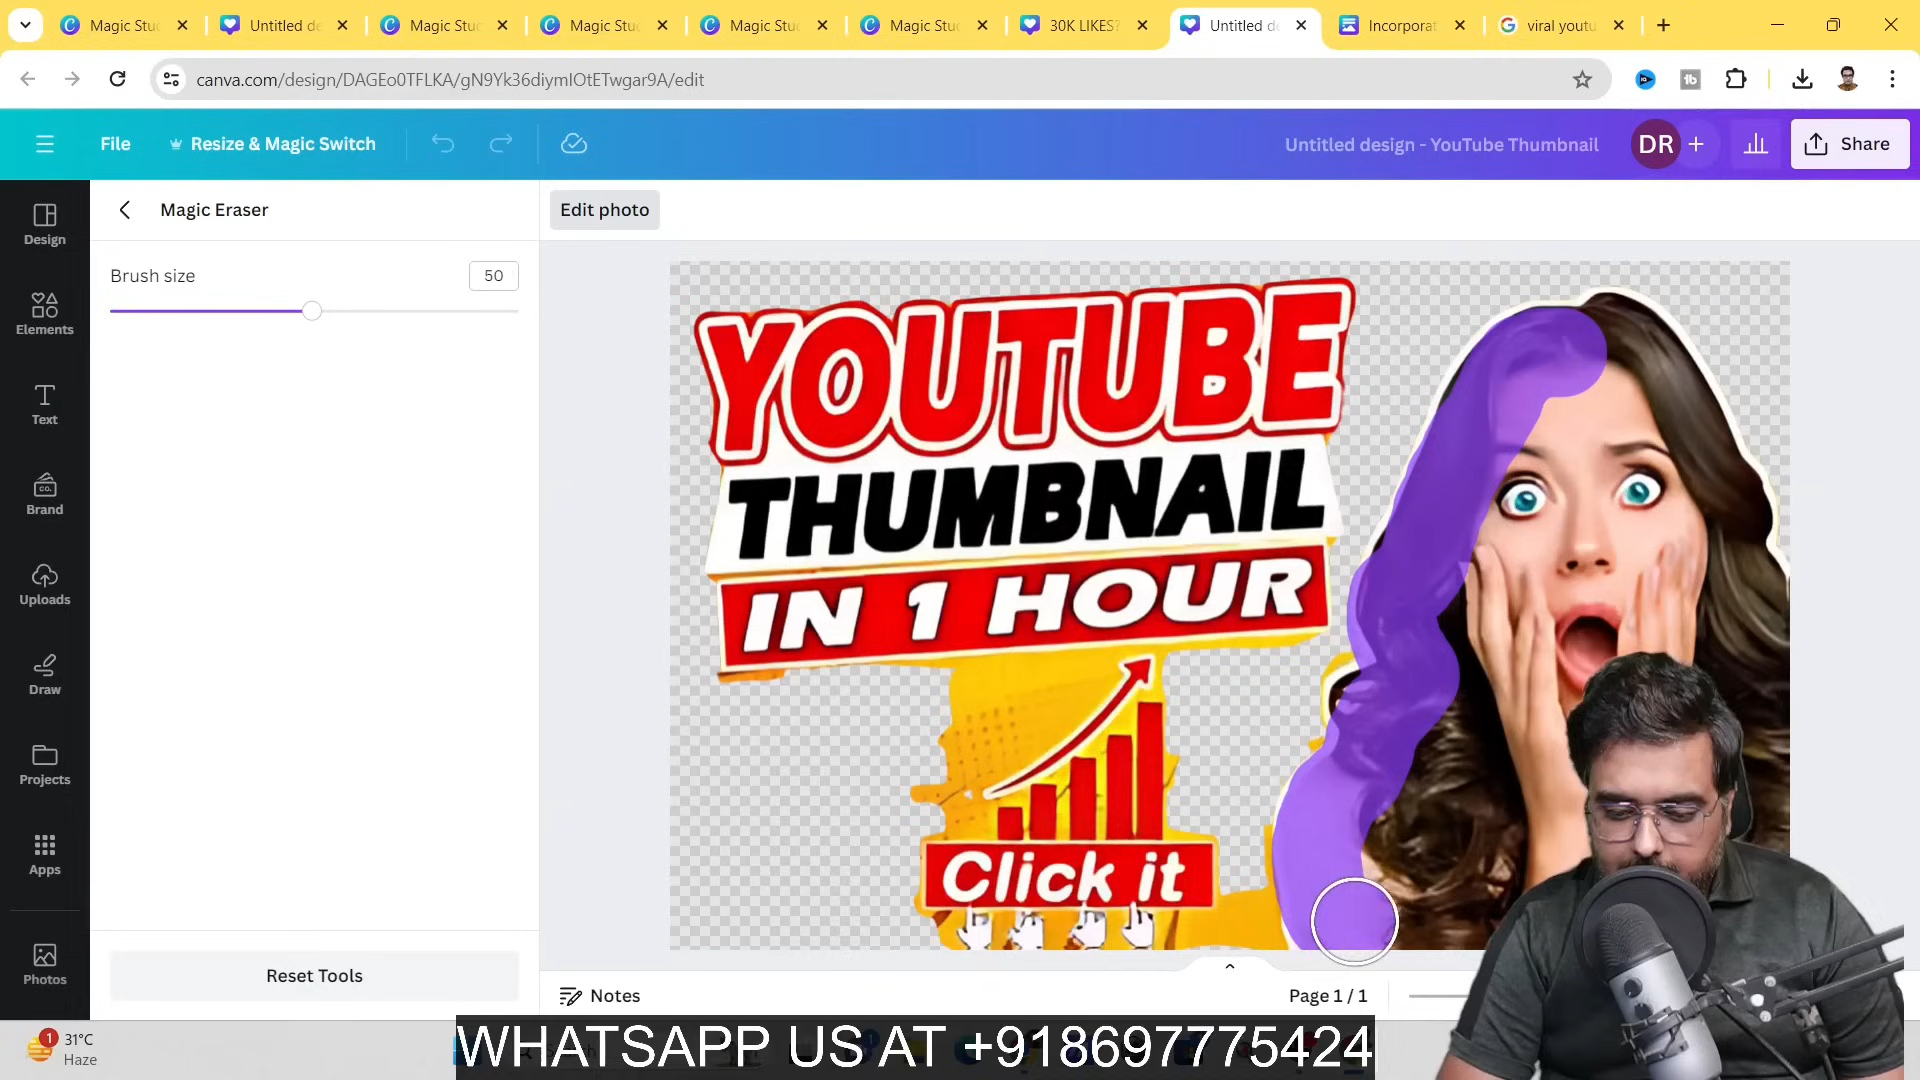 Magic Stu
Untitled de
Magic Stu
Magic Stu
Magic Stu
Magic Stu
30K LIKES?
Untitled de
Incorporat
viral youtu
canva.com/design/DAGEo0TFLKA/gN9Yk36diymIOtETwgar9A/edit
File
Resize & Magic Switch
Untitled design - YouTube Thumbnail
DR
Share
Design
Elements
Text
Brand
Uploads
Draw
Projects
Apps
Photos
Magic Eraser
Brush size
50
Reset Tools
Edit photo
YOUTUBE
THUMBNAIL
IN 1 HOUR
Click it
Notes
Page 1 / 1
1
31°C
Haze
WHATSAPP US AT +918697775424